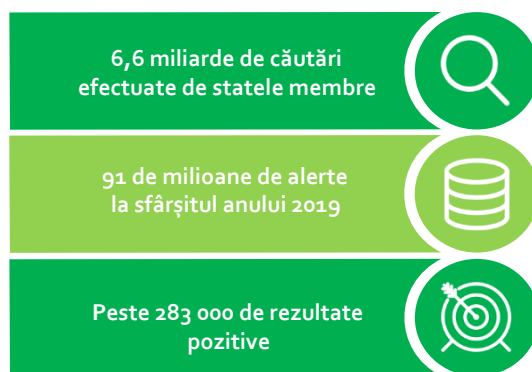 6,6 miliarde de căutări
efectuate de statele membre
91 de milioane de alerte
la sfârșitul anului 2019
Peste 283 000 de rezultate
pozitive